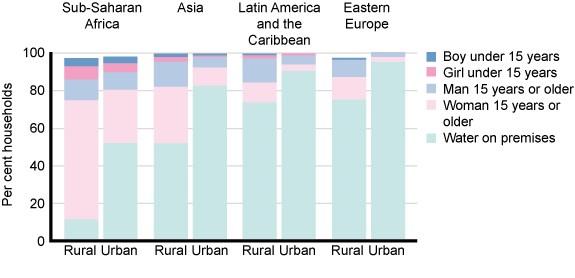 Sub-Saharan
Africa
Asia
Latin America
and the
Caribbean
Eastern
Europe
Per cent households
100
80
60
40
20
0
Rural Urban
Rural Urban
Rural Urban
Rural Urban
Boy under 15 years
Girl under 15 years
Man 15 years or older
Woman 15 years or
older
Water on premises